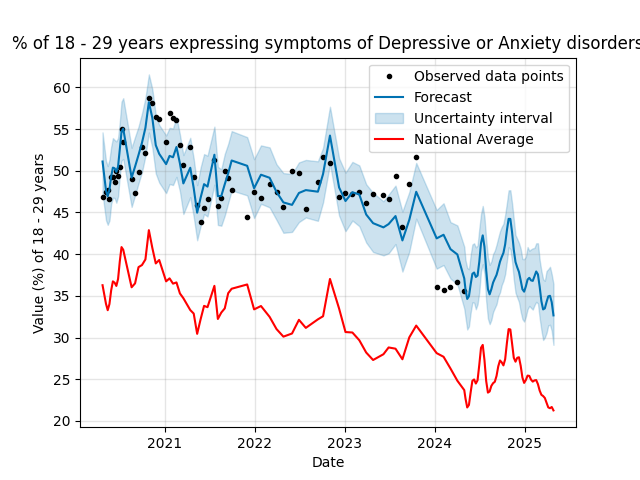 % of 18 - 29 years expressing symptoms of Depressive or Anxiety disorders
Observed data points
Forecast
Uncertainty interval
National Average
Value (%) of 18 - 29 years
60
55
50
45
40
35
30
25
20
2021
2022
2023
2024
2025
Date